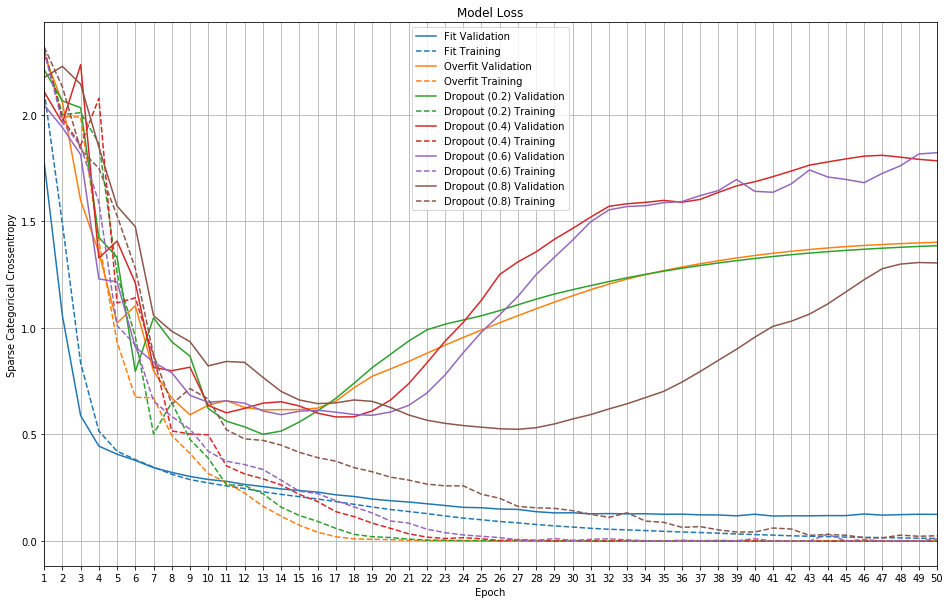 Model Loss
Fit Validation
Fit Training
Overfit Validation
Overfit Training
Dropout (0.2) Validation
Dropout (0.2) Training
Dropout (0.4) Validation
Dropout (0.4) Training
Dropout (0.6) Validation
Dropout (0.6) Training
Dropout (0.8) Validation
Dropout (0.8) Training
Sparse Categorical Crossentropy
2.0
1.5
1.0
0.5
0.0
1 2 3 4 5 6 7 8 9 10 11 12 13 14 15 16 17 18 19 20 21 22 23 24 25 26 27 28 29 30 31 32 33 34 35 36 37 38 39 40 41 42 43 44 45 46 47 48 49 50
Epoch